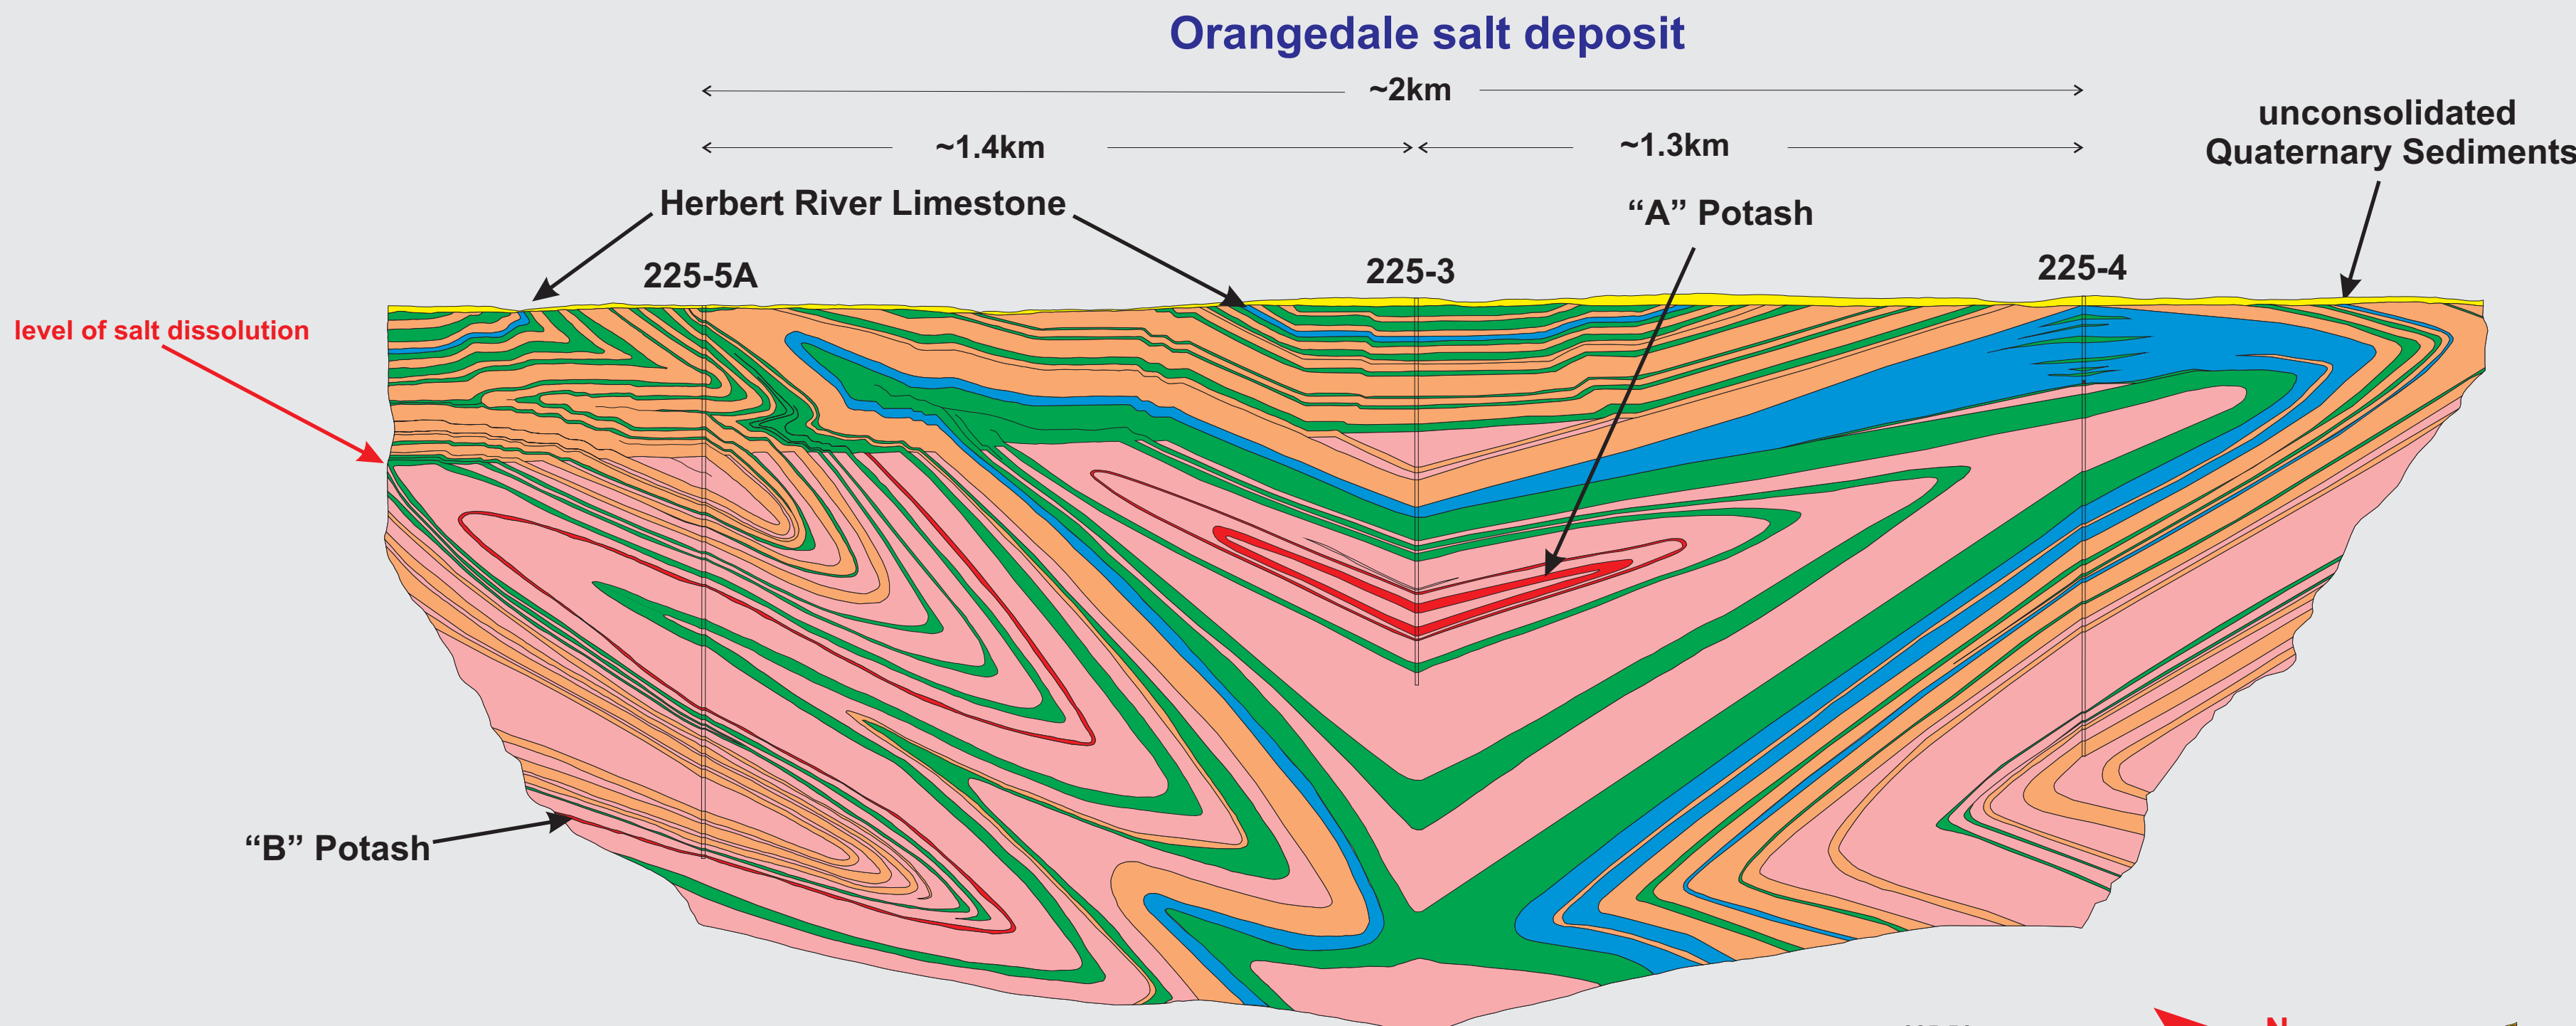 Orangedale salt deposit
~2km
~1.4km
~1.3km
unconsolidated
Quaternary Sediments
Herbert River Limestone
“A” Potash
225-5A
225-3
225-4
level of salt dissolution
“B” Potash
N